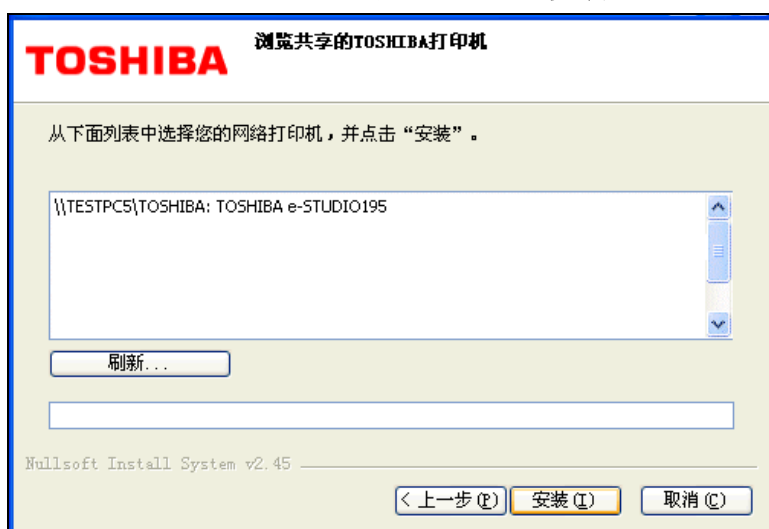 浏览共享的TOSHIBA打印机
TOSHIBA
从下面列表中选择您的网络打印机，并点击“安装”。
\\TESTPC5\TOSHIBA: TOSHIBA e-STUDIO195
刷新...
Nullsoft Install System v2.45
< 上一步(P) 安装(I) 取消(C)